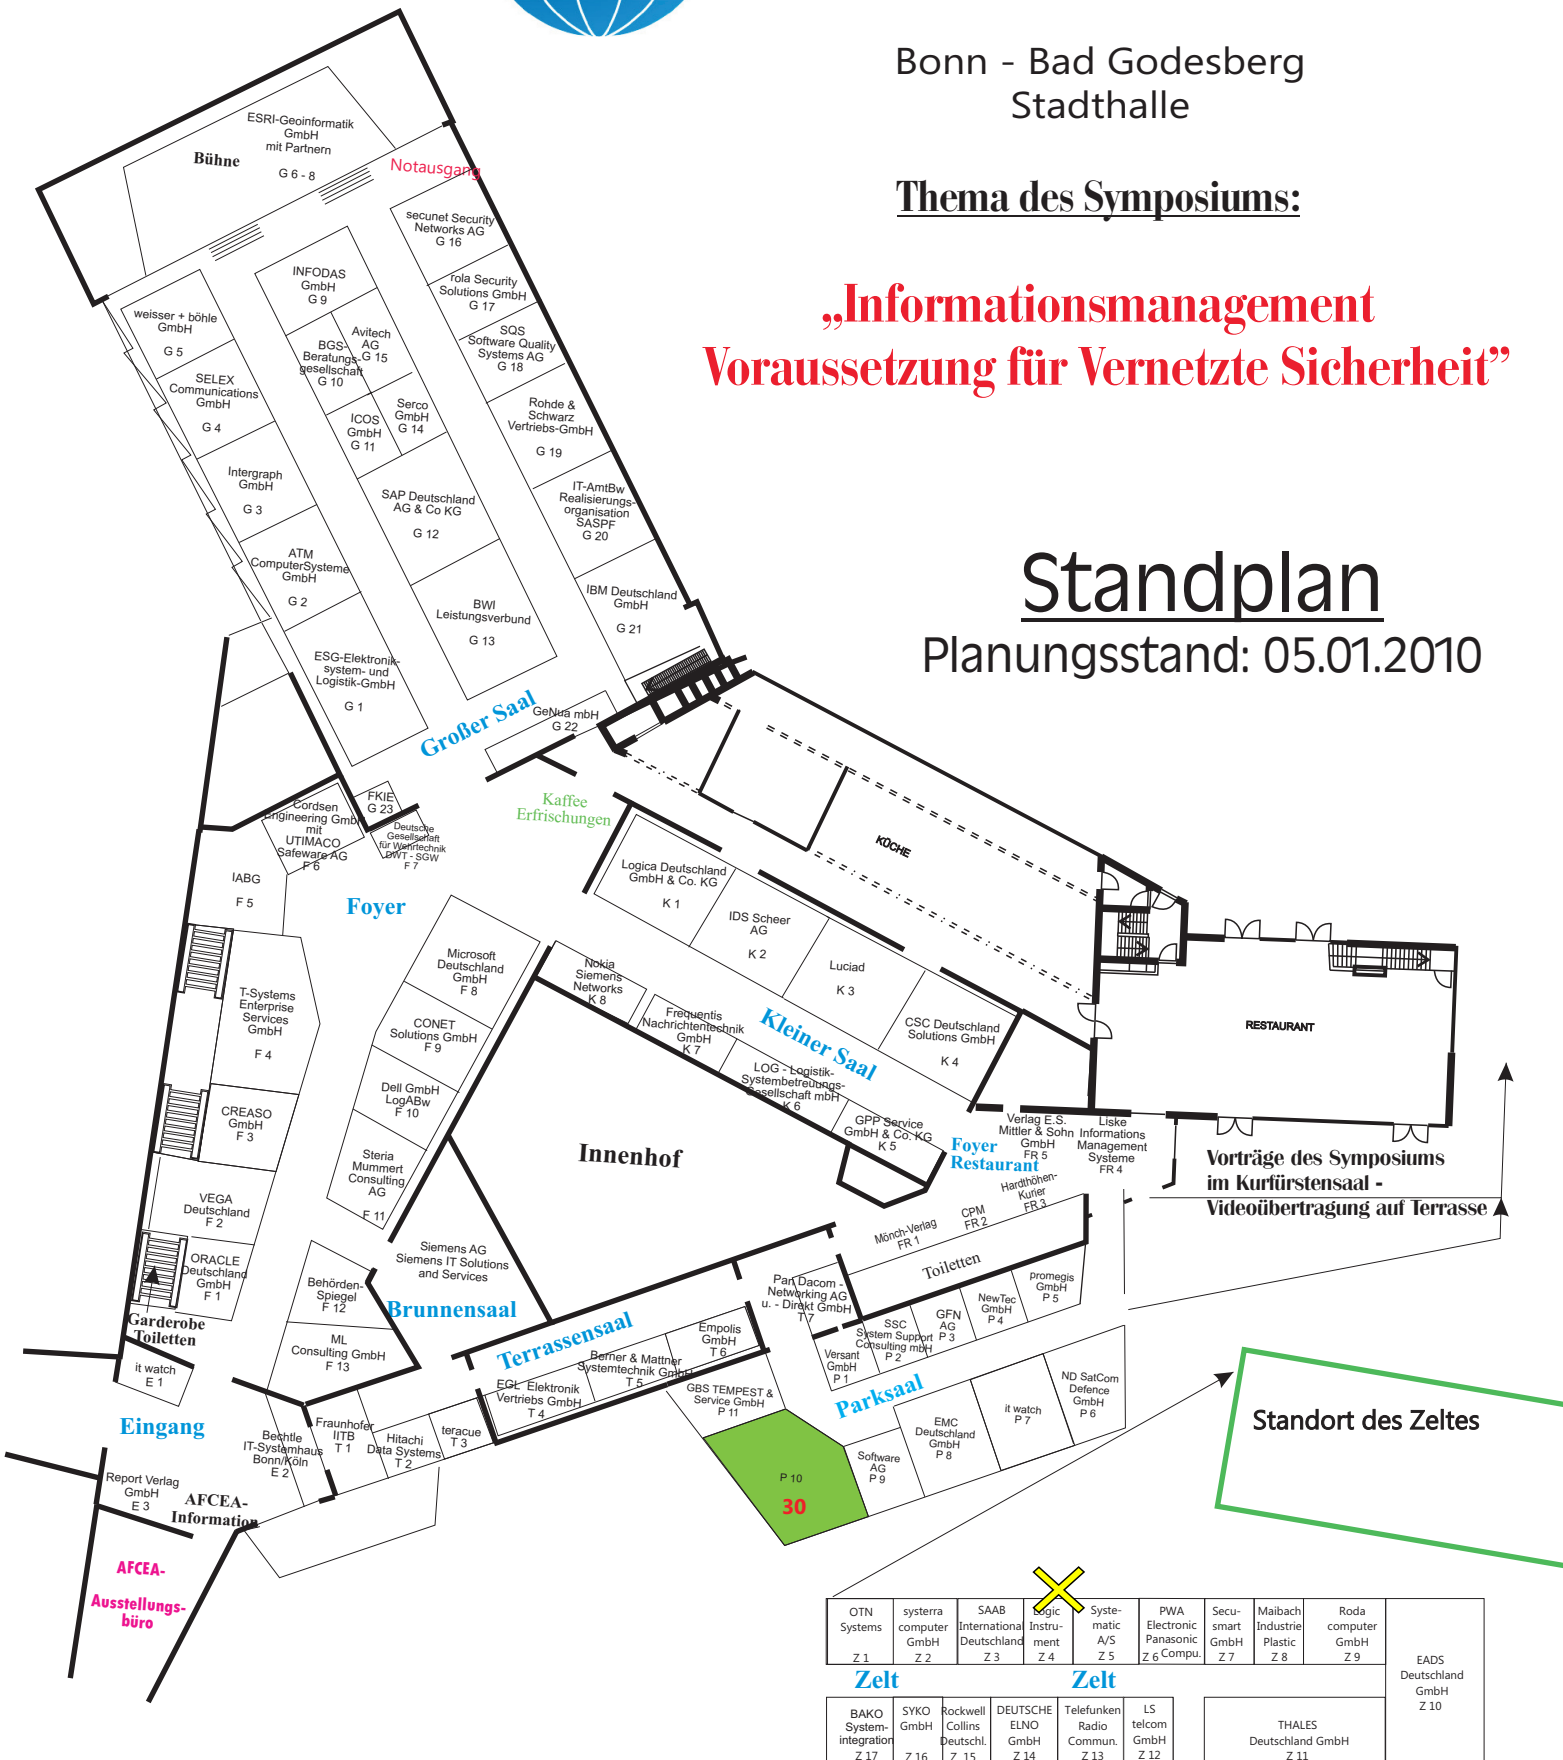 Bonn - Bad Godesberg
Stadthalle
Thema des Symposiums:
„Informationsmanagement
Voraussetzung für Vernetzte Sicherheit”
Standplan
Planungsstand: 05.01.2010
Bühne
ESRI-Geoinformatik
GmbH
mit Partnern
G 6 - 8
Notausgang
secunet Security
Networks AG
G 16
rola Security
Solutions GmbH
G 17
SQS
Software Quality
Systems AG
G 18
Rohde &
Schwarz
Vertriebs-GmbH
G 19
IT-AmtBw
Realisierungs-
organisation
SASPF
G 20
IBM Deutschland
GmbH
G 21
INFODAS
GmbH
G 9
Avitech
AG
G 15
BGS-
Beratungs-
gesellschaft
G 10
Serco
GmbH
G 14
ICOS
GmbH
G 11
SAP Deutschland
AG & Co KG
G 12
BWI
Leistungsverbund
G 13
weisser + böhle
GmbH
G 5
SELEX
Communications
GmbH
G 4
Intergraph
GmbH
G 3
ATM
ComputerSysteme
GmbH
G 2
ESG-Elektronik-
system- und
Logistik-GmbH
G 1
Großer Saal
GeNua mbH
G 22
FKIE
G 23
Kaffee
Erfrischungen
Cordsen
Engineering GmbH
mit
UTIMACO
Safeware AG
F 6
Deutsche
Gesellschaft
für Wehrtechnik
DWT - SGW
F 7
IABG
F 5
Foyer
T-Systems
Enterprise
Services
GmbH
F 4
CREASO
GmbH
F 3
VEGA
Deutschland
F 2
ORACLE
Deutschland
GmbH
F 1
Garderobe
Toiletten
Microsoft
Deutschland
GmbH
F 8
CONET
Solutions GmbH
F 9
Dell GmbH
LogABw
F 10
Steria
Mummert
Consulting
AG
F 11
Behörden-
Spiegel
F 12
ML
Consulting GmbH
F 13
KÜCHE
RESTAURANT
Logica Deutschland
GmbH & Co. KG
K 1
IDS Scheer
AG
K 2
Luciad
K 3
CSC Deutschland
Solutions GmbH
K 4
Kleiner Saal
Nokia
Siemens
Networks
K 8
Frequentis
Nachrichtentechnik
GmbH
K 7
LOG - Logistik-
Systembetreuungs-
Gesellschaft mbH
K 6
GPP Service
GmbH & Co. KG
K 5
Innenhof
Foyer
Restaurant
Verlag E.S.
Mittler & Sohn
GmbH
FR 5
Liske
Informations
Management
Systeme
FR 4
Hardthöhen-
Kurier
FR 3
CPM
FR 2
Mönch-Verlag
FR 1
Toiletten
Vorträge des Symposiums
im Kurfürstensaal -
Videoübertragung auf Terrasse
Siemens AG
Siemens IT Solutions
and Services
Brunnensaal
Terrassensaal
Pan Dacom -
Networking AG
u. - Direkt GmbH
T 7
Empolis
GmbH
T 6
Berner & Mattner
Systemtechnik GmbH
T 5
EGL Elektronik
Vertriebs GmbH
T 4
teracue
T 3
Hitachi
Data Systems
T 2
Fraunhofer
IITB
T 1
Bechtle
IT-Systemhaus
Bonn/Köln
E 2
it watch
E 1
Eingang
Report Verlag
GmbH
E 3
AFCEA-
Information
AFCEA-
Ausstellungs-
büro
Versant
GmbH
P 1
SSC
System Support
Consulting mbH
P 2
GFN
AG
P 3
NewTec
GmbH
P 4
promegis
GmbH
P 5
Parksaal
ND SatCom
Defence
GmbH
P 6
it watch
P 7
EMC
Deutschland
GmbH
P 8
Software
AG
P 9
P 10
30
GBS TEMPEST &
Service GmbH
P 11
Standort des Zeltes
OTN
Systems
Z 1
systerra
computer
GmbH
Z 2
SAAB
International
Deutschland
Z 3
Logic
Instru-
ment
Z 4
Syste-
matic
A/S
Z 5
PWA
Electronic
Panasonic
Z 6 Compu.
Secu-
smart
GmbH
Z 7
Maibach
Industrie
Plastic
Z 8
Roda
computer
GmbH
Z 9
EADS
Deutschland
GmbH
Z 10
Zelt
Zelt
BAKO
System-
integration
Z 17
SYKO
GmbH
Z 16
Rockwell
Collins
Deutschl.
Z 15
DEUTSCHE
ELNO
GmbH
Z 14
Telefunken
Radio
Commun.
Z 13
LS
telcom
GmbH
Z 12
THALES
Deutschland GmbH
Z 11